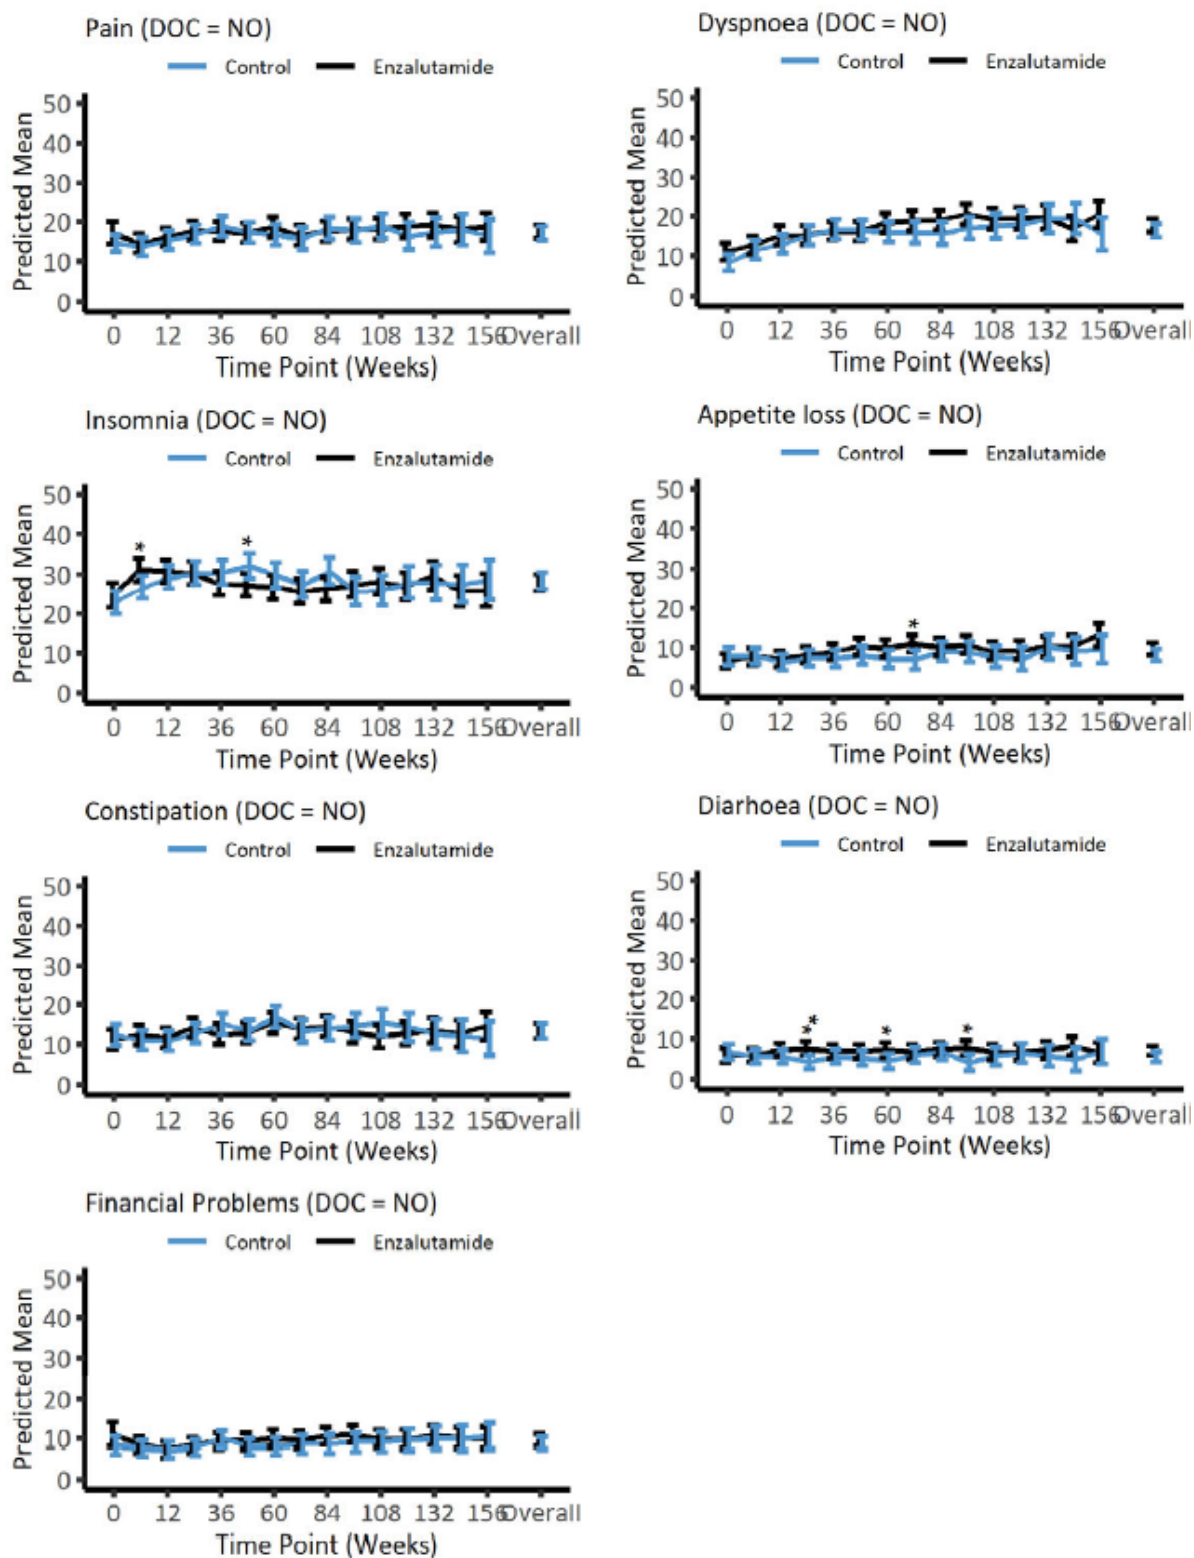 Pain (DOC = NO)
Control Enzalutamide
Predicted Mean
50
40
30
20
10
0
0 12 36 60 84 108 132 156 Overall
Time Point (Weeks)
Dyspnoea (DOC = NO)
Control Enzalutamide
Predicted Mean
50
40
30
20
10
0
0 12 36 60 84 108 132 156 Overall
Time Point (Weeks)
Insomnia (DOC = NO)
Control Enzalutamide
Predicted Mean
50
40
30
20
10
0
* *
0 12 36 60 84 108 132 156 Overall
Time Point (Weeks)
Appetite loss (DOC = NO)
Control Enzalutamide
Predicted Mean
50
40
30
20
10
0
*
0 12 36 60 84 108 132 156 Overall
Time Point (Weeks)
Constipation (DOC = NO)
Control Enzalutamide
Predicted Mean
50
40
30
20
10
0
0 12 36 60 84 108 132 156 Overall
Time Point (Weeks)
Diarhoea (DOC = NO)
Control Enzalutamide
Predicted Mean
50
40
30
20
10
0
** * *
0 12 36 60 84 108 132 156 Overall
Time Point (Weeks)
Financial Problems (DOC = NO)
Control Enzalutamide
Predicted Mean
50
40
30
20
10
0
0 12 36 60 84 108 132 156 Overall
Time Point (Weeks)